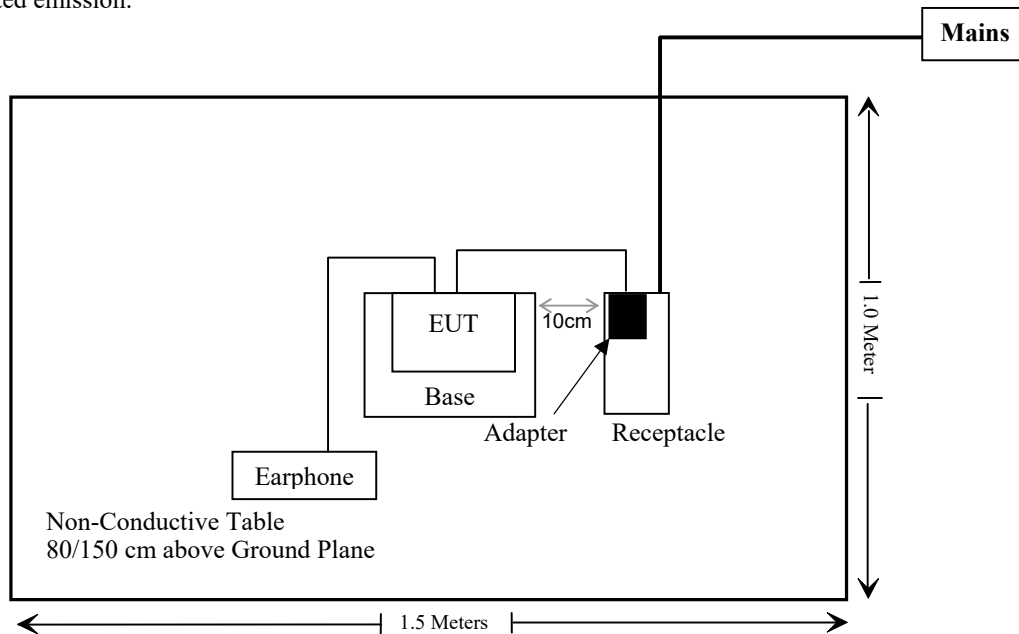 emission.
Mains
EUT
10cm
Base
Adapter
Receptacle
Earphone
Non-Conductive Table
80/150 cm above Ground Plane
1.0 Meter
1.5 Meters